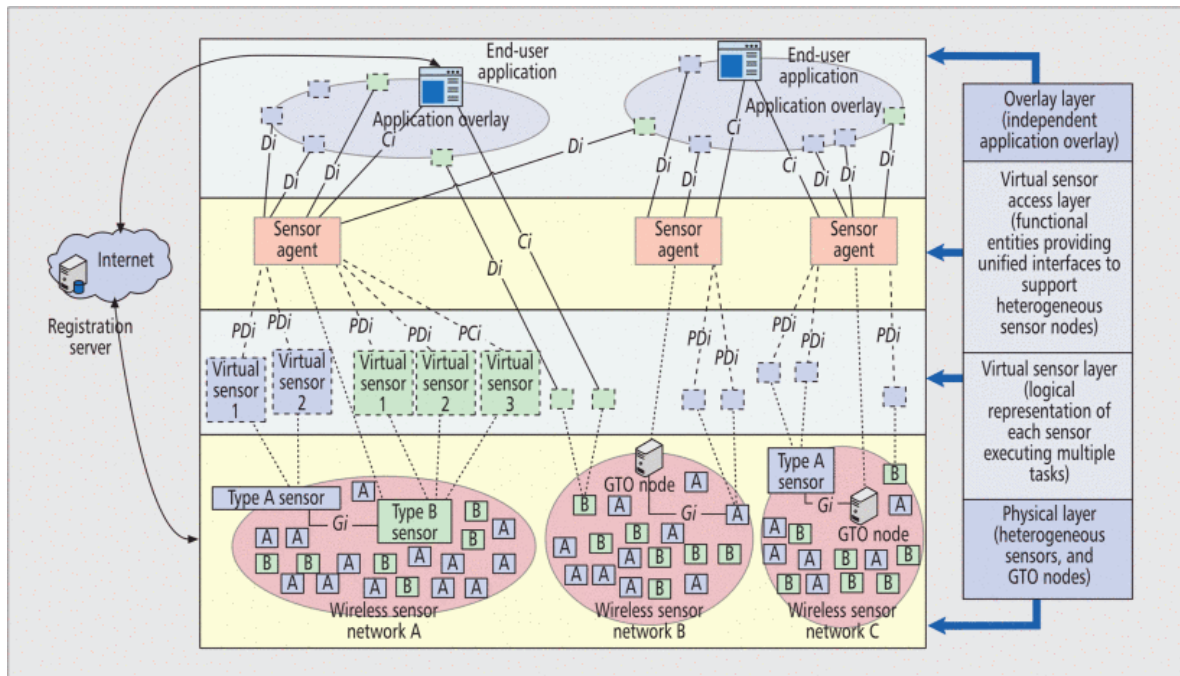 End-user
application
End-user
application
Application overlay
Application overlay
Overlay layer
(independent
application overlay)
Di
Di
Di
Ci
Di
Di
Di
Ci
Ci
Di
Di
Di
Virtual sensor
access layer
(functional
entities providing
unified interfaces to
support
heterogeneous
sensor nodes)
Sensor
agent
Sensor
agent
Sensor
agent
Di
Ci
Internet
Registration
server
PDi
PDi
PDi
PDi
PCi
PDi
PDi
PDi
PDi
PDi
Virtual
sensor
1
Virtual
sensor
2
Virtual
sensor
1
Virtual
sensor
2
Virtual
sensor
3
Virtual sensor layer
(logical
representation of
each sensor
executing multiple
tasks)
Type A sensor
Gi
Type B
sensor
A
A
A
B
B
A
B
B
A
A
A
A
A
A
A
B
A
A
Wireless sensor
network A
GTO node
Gi
A
B
A
A
A
B
B
A
A
B
B
B
A
A
A
B
B
A
Wireless sensor
network B
Type A
sensor
Gi
GTO node
B
A
A
B
A
A
B
B
B
A
B
B
Wireless sensor
network C
Physical layer
(heterogeneous
sensors, and
GTO nodes)